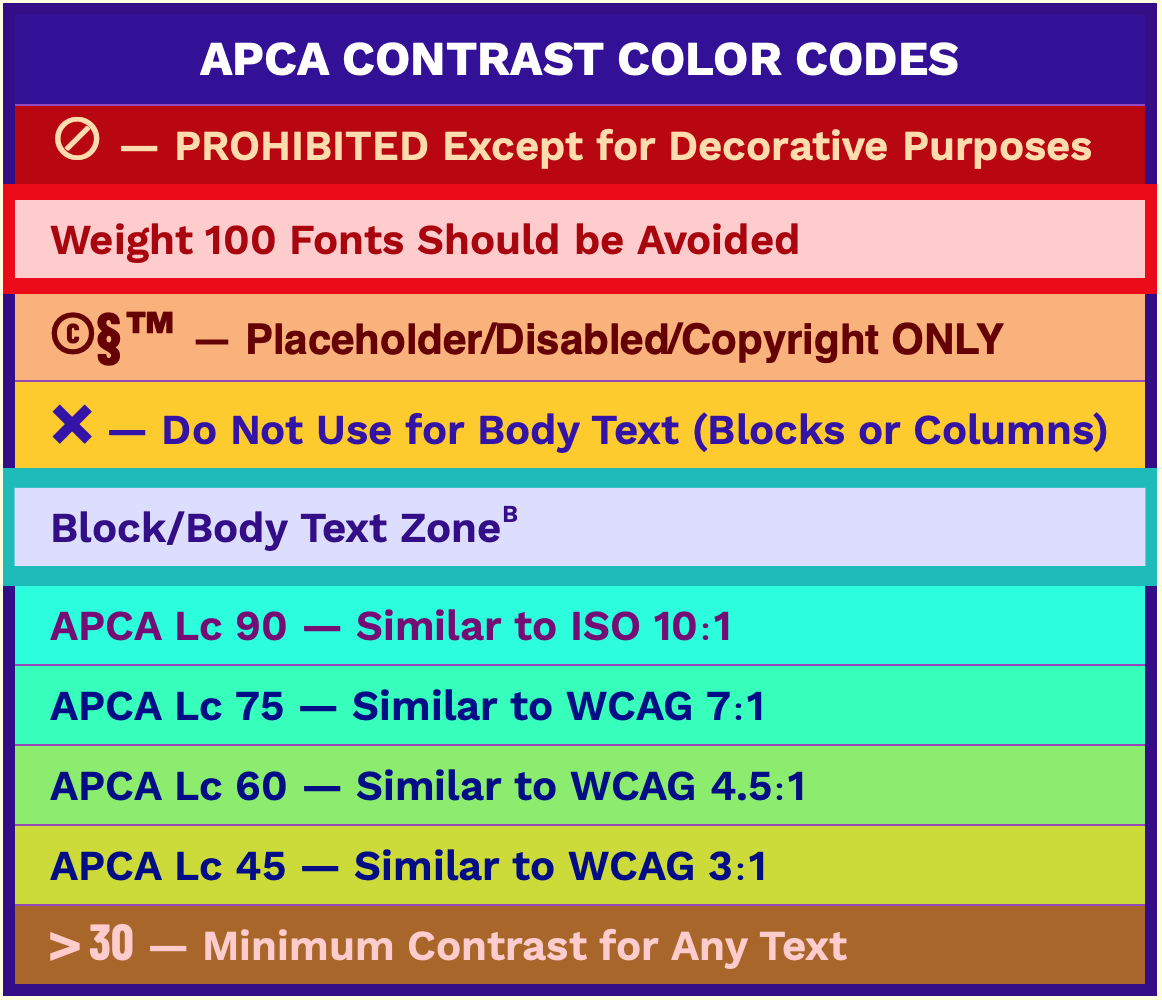 APCA CONTRAST COLOR CODES
⊘ — PROHIBITED Except for Decorative Purposes
Weight 100 Fonts Should be Avoided
©§™ — Placeholder/Disabled/Copyright ONLY
✖ — Do Not Use for Body Text (Blocks or Columns)
Block/Body Text Zoneᴮ
APCA Lc 90 — Similar to ISO 10:1
APCA Lc 75 — Similar to WCAG 7:1
APCA Lc 60 — Similar to WCAG 4.5:1
APCA Lc 45 — Similar to WCAG 3:1
>30 — Minimum Contrast for Any Text